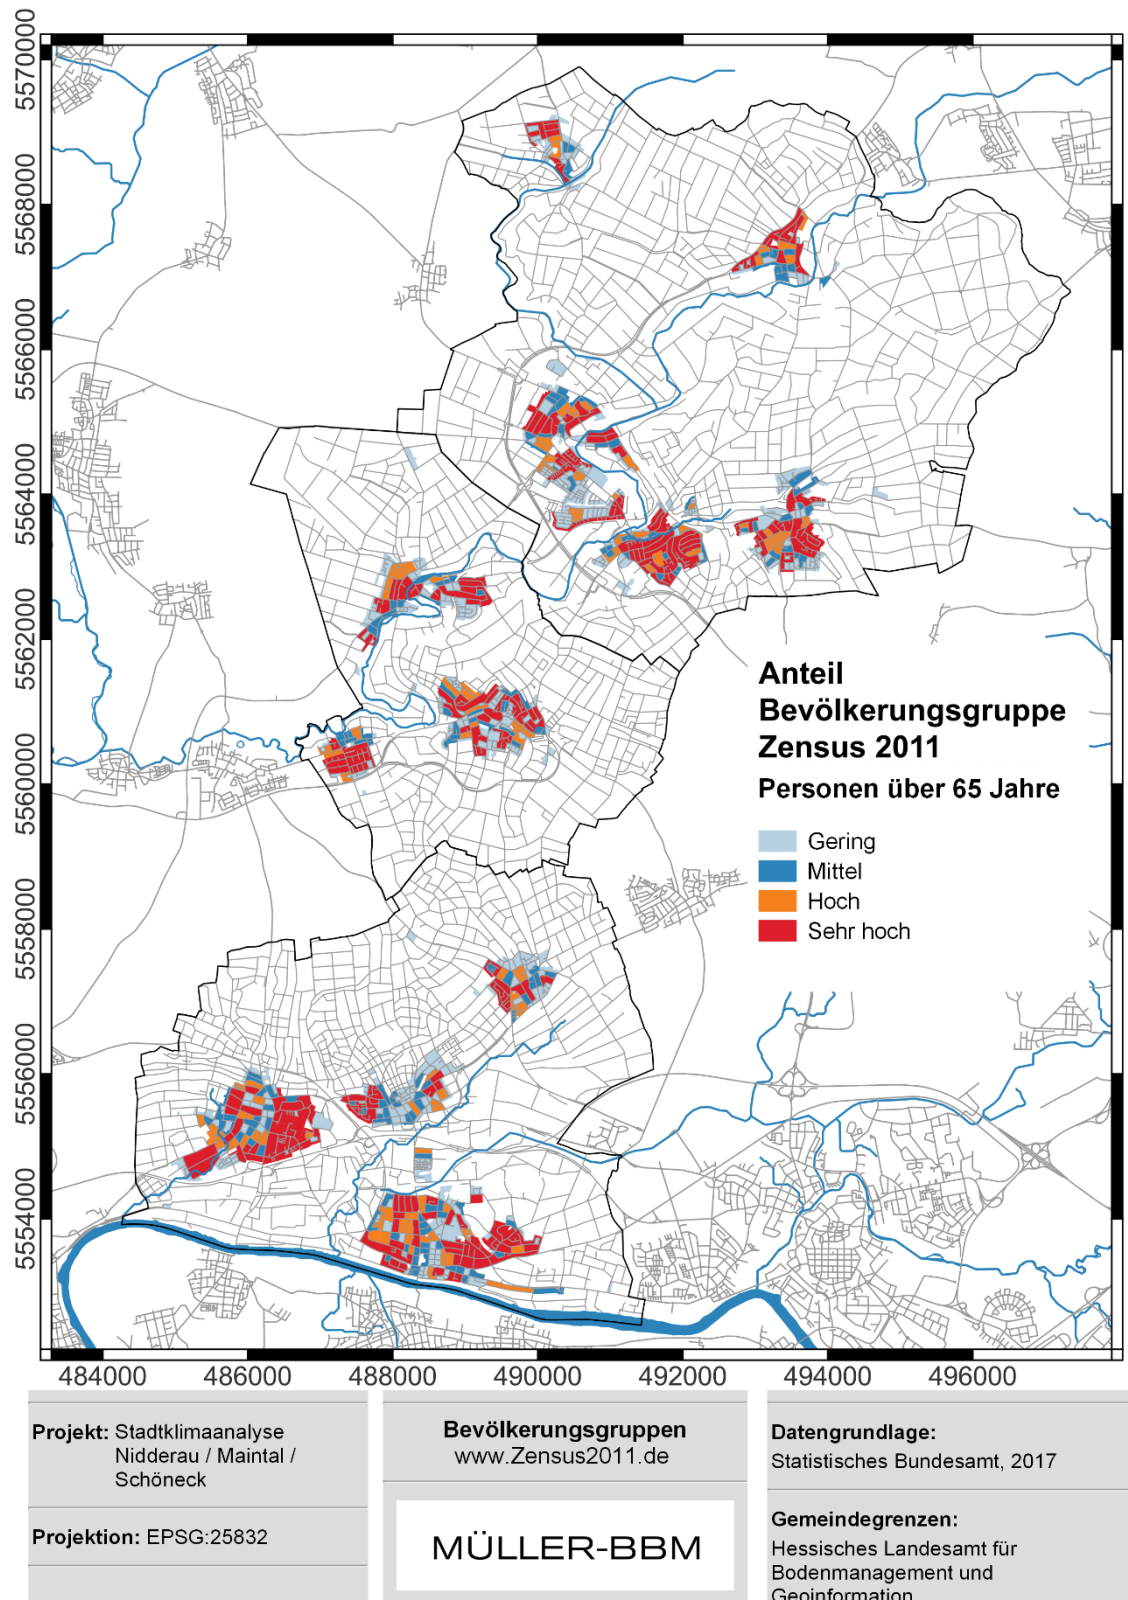 5570000
5568000
5566000
5564000
5562000
5560000
5558000
5556000
5554000
Anteil
Bevölkerungsgruppe
Zensus 2011
Personen über 65 Jahre
Gering
Mittel
Hoch
Sehr hoch
484000 486000 488000 490000 492000 494000 496000
Projekt: Stadtklimaanalyse
Nidderau / Maintal /
Schöneck
Projektion: EPSG:25832
Bevölkerungsgruppen
www.Zensus2011.de
MÜLLER-BBM
Datengrundlage:
Statistisches Bundesamt, 2017
Gemeindegrenzen:
Hessisches Landesamt für
Bodenmanagement und
Geoinformation